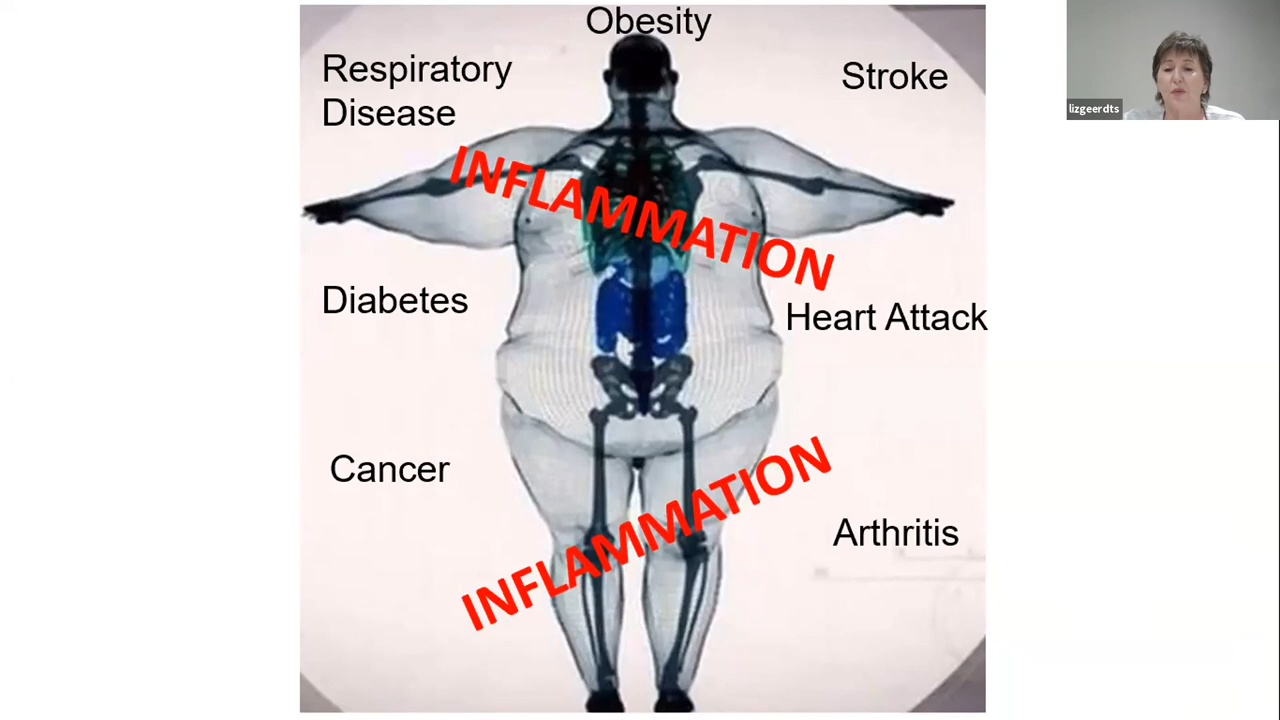 Obesity
Respiratory
Disease
Stroke
lizgeerdts
INFLAMMATION
Diabetes
Heart Attack
Cancer
INFLAMMATION
Arthritis